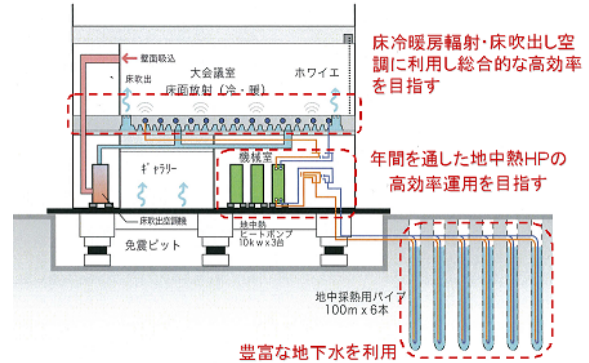 壁面吸込
床吹出
大会議室
床面放射（冷・暖）
ホワイエ
床冷暖房輻射・床吹出し空
調に利用し総合的な高効率
を目指す
ギャラリー
機械室
年間を通した地中熱HPの
高効率運用を目指す
床吹出空調機
免震ピット
地中熱
ヒートポンプ
10kw x 3台
地中採熱用パイプ
100m x 6本
豊富な地下水を利用